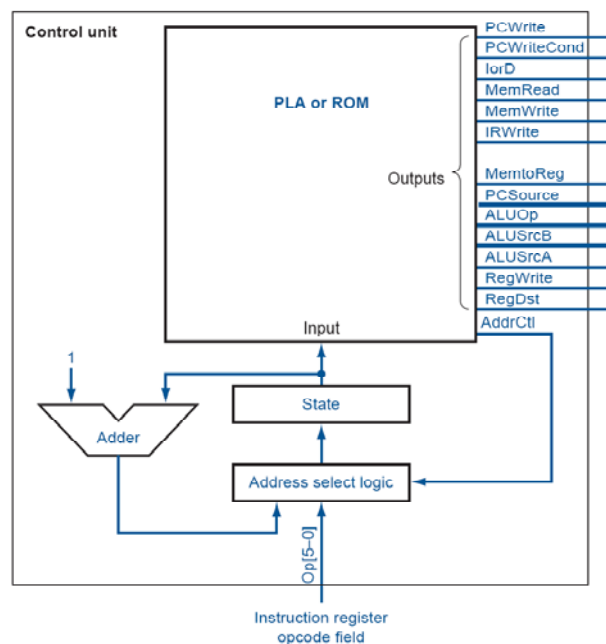 Control unit
PLA or ROM
Outputs
PCWrite
PCWriteCond
IorD
MemRead
MemWrite
IRWrite
MemtoReg
PCSource
ALUOp
ALUSrcB
ALUSrcA
RegWrite
RegDst
AddrCtl
Input
1
State
Adder
Address select logic
Op[5–0]
Instruction register
opcode field